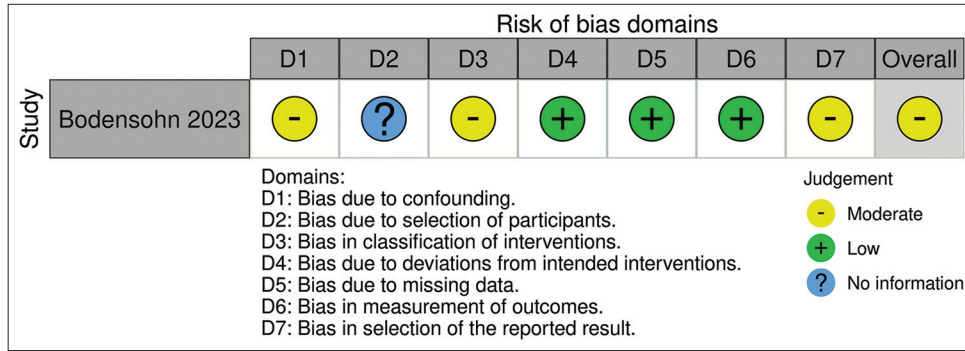 Risk of bias domains
D1 D2 D3 D4 D5 D6 D7 Overall
Study
Bodensohn 2023 - ? - + + + - -
Domains:
D1: Bias due to confounding.
D2: Bias due to selection of participants.
D3: Bias in classification of interventions.
D4: Bias due to deviations from intended interventions.
D5: Bias due to missing data.
D6: Bias in measurement of outcomes.
D7: Bias in selection of the reported result.
Judgement
- Moderate
+ Low
? No information